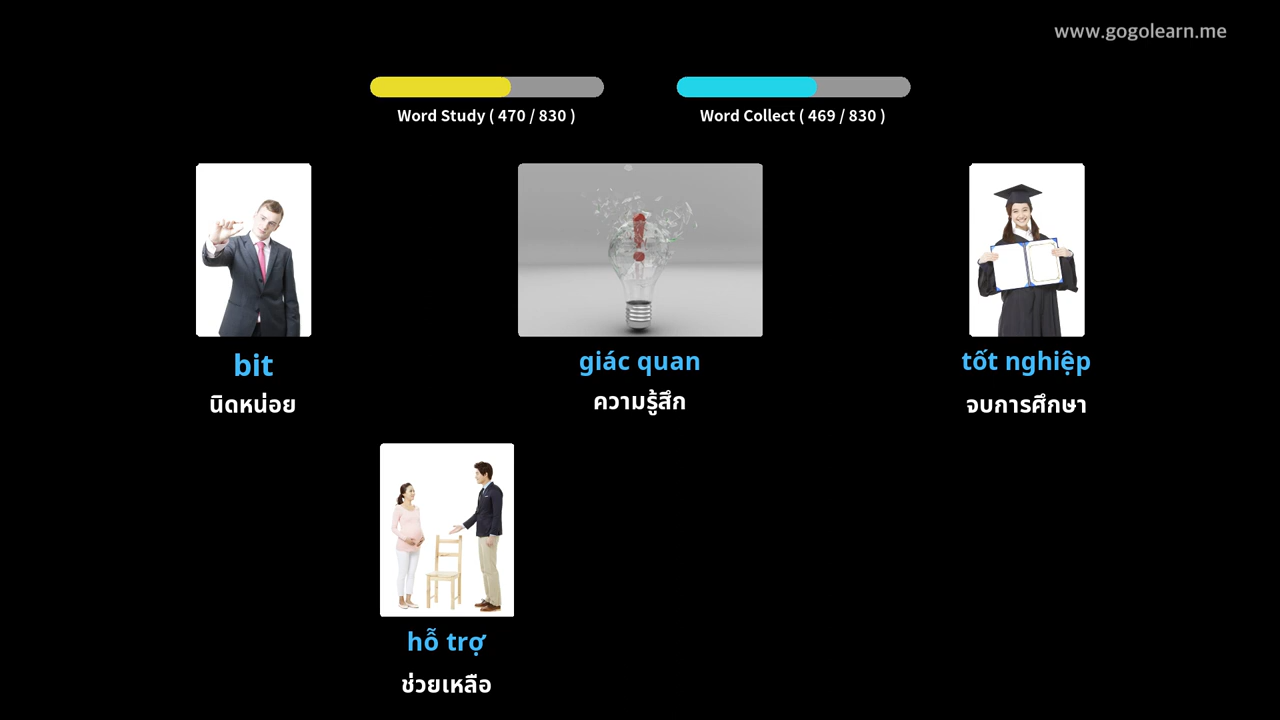 www.gogolearn.me
Word Study ( 470 / 830 )
Word Collect ( 469 / 830 )
bit
giác quan
tốt nghiệp
นิดหน่อย
ความรู้สึก
จบการศึกษา
hỗ trợ
ช่วยเหลือ